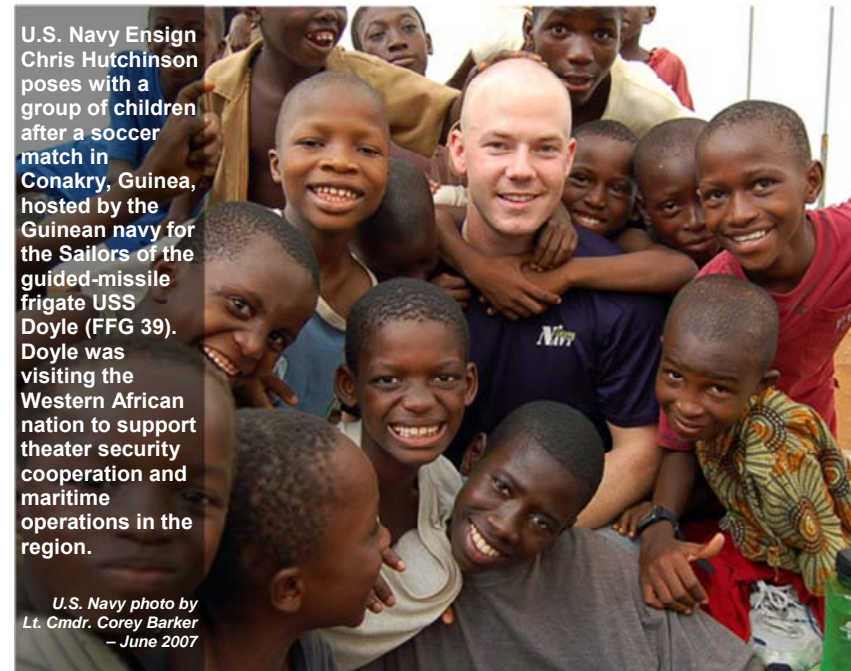 U.S. Navy Ensign
Chris Hutchinson
poses with a
group of children
after a soccer
match in
Conakry, Guinea,
hosted by the
Guinean navy for
the Sailors of the
guided-missile
frigate USS
Doyle (FFG 39).
Doyle was
visiting the
Western African
nation to support
theater security
cooperation and
maritime
operations in the
region.
U.S. Navy photo by
Lt. Cmdr. Corey Barker
– June 2007
NAVY